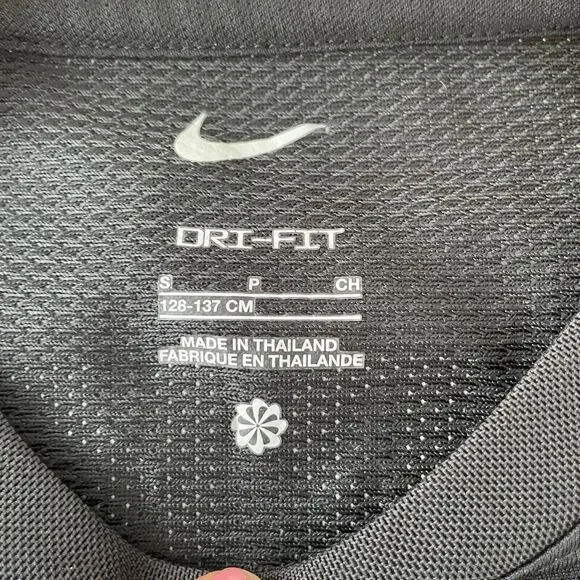 DRI-FIT
S P CH
128-137 CM
MADE IN THAILAND
FABRIQUE EN THAILANDE